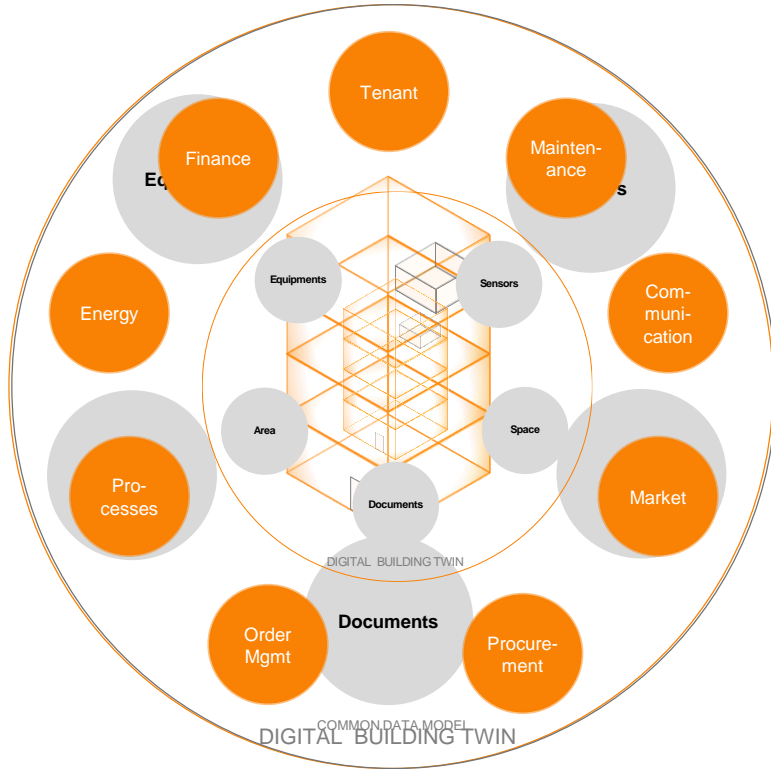 Tenant
Finance
Mainten-
ance
Eq
s
Equipments
Sensors
Energy
Com-
muni-
cation
Area
Space
Pro-
cesses
Market
Documents
DIGITAL BUILDING TWIN
Documents
Order
Mgmt
Procure-
ment
COMMON DATA MODEL
DIGITAL BUILDING TWIN